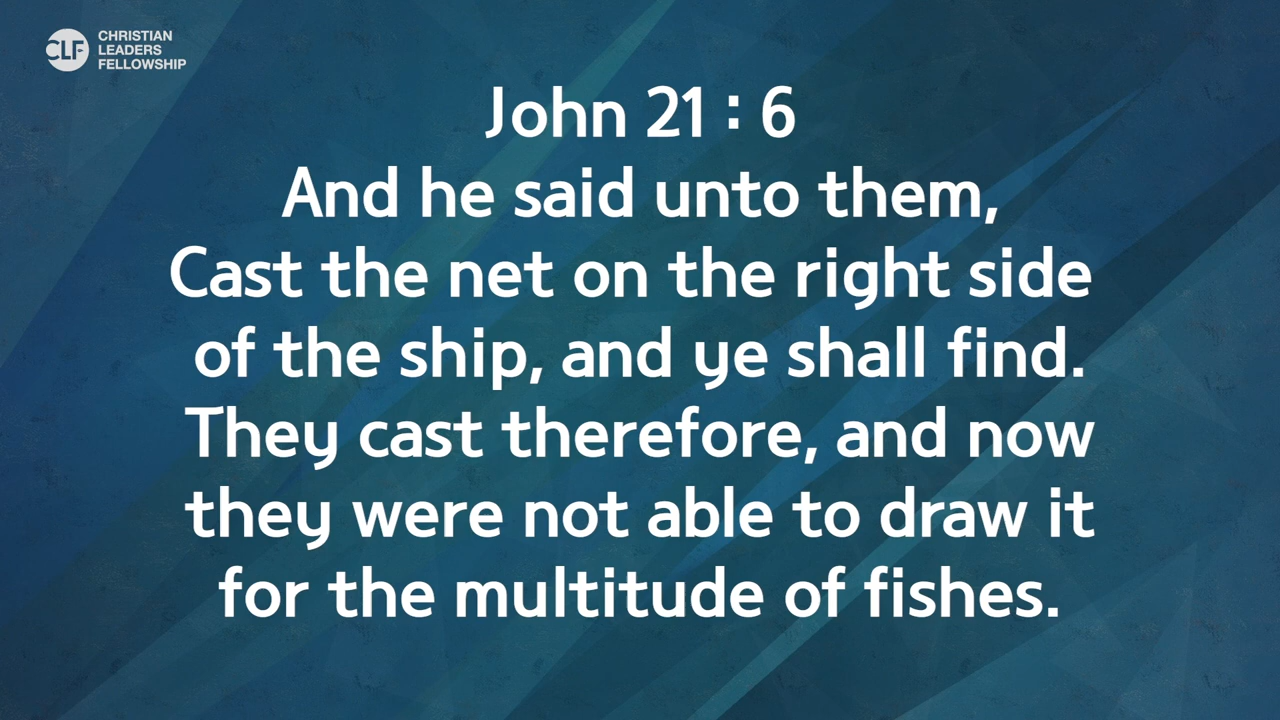 CLF
CHRISTIAN
LEADERS
FELLOWSHIP
John 21 : 6
And he said unto them,
Cast the net on the right side
of the ship, and ye shall find.
They cast therefore, and now
they were not able to draw it
for the multitude of fishes.